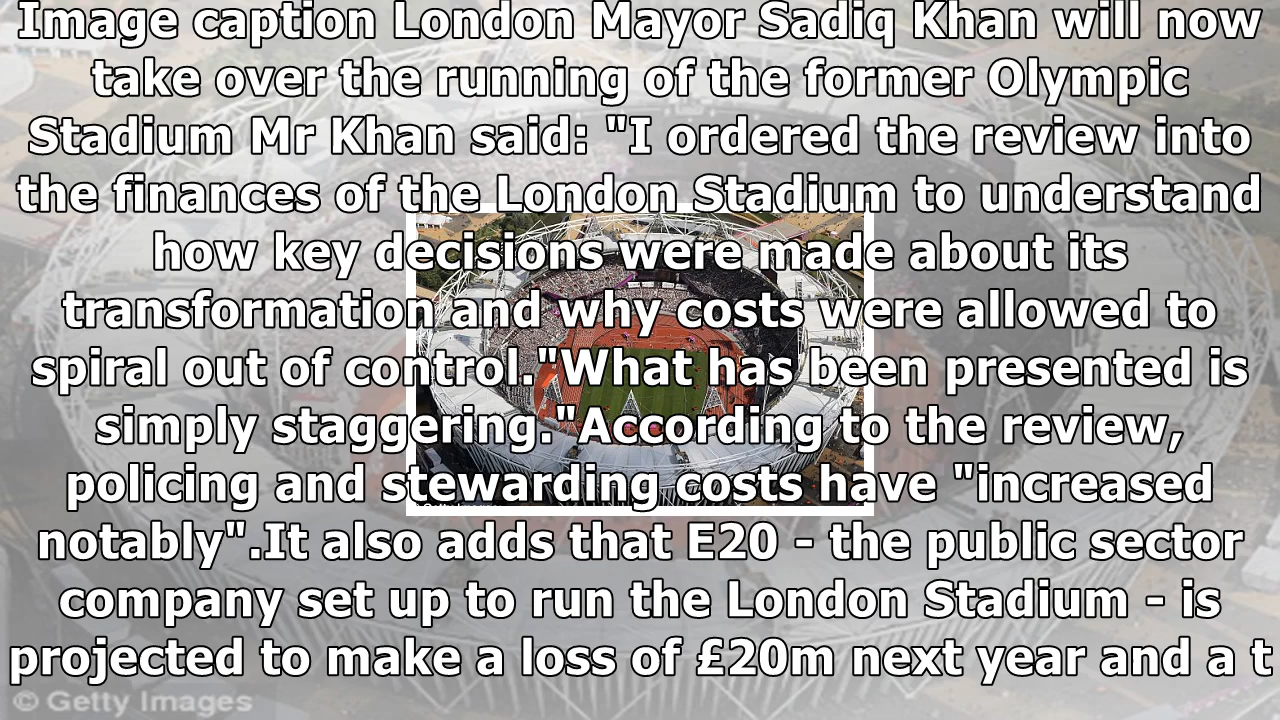 Image caption London Mayor Sadiq Khan will now
take over the running of the former Olympic
Stadium Mr Khan said: "I ordered the review into
the finances of the London Stadium to understand
how key decisions were made about its
transformation and why costs were allowed to
spiral out of control."What has been presented is
simply staggering."According to the review,
policing and stewarding costs have "increased
notably".It also adds that E20 - the public sector
company set up to run the London Stadium - is
projected to make a loss of £20m next year and a t
© Getty Images